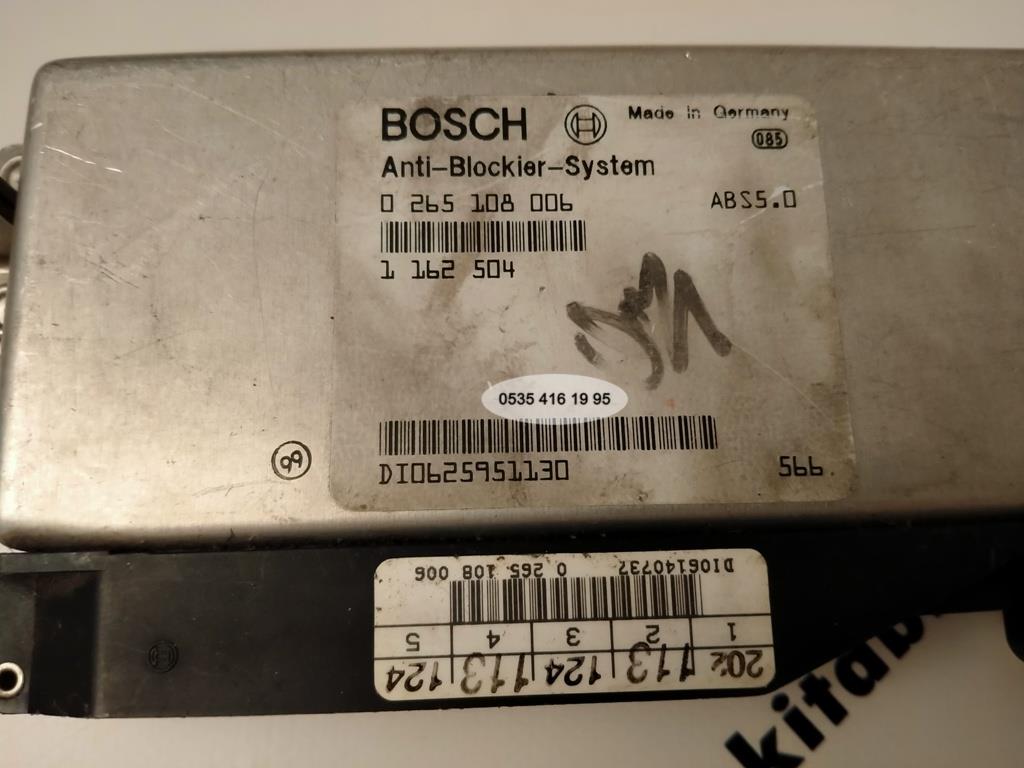 BOSCH
Made in Germany
085
Anti-Blockier-System
0 265 108 006
ABS5.0
1 162 504
0535 416 19 95
DI0625951130
566
99
DI06140737 0 265 108 006
1 2 3 4 5
202 113 124 113 124
kitab